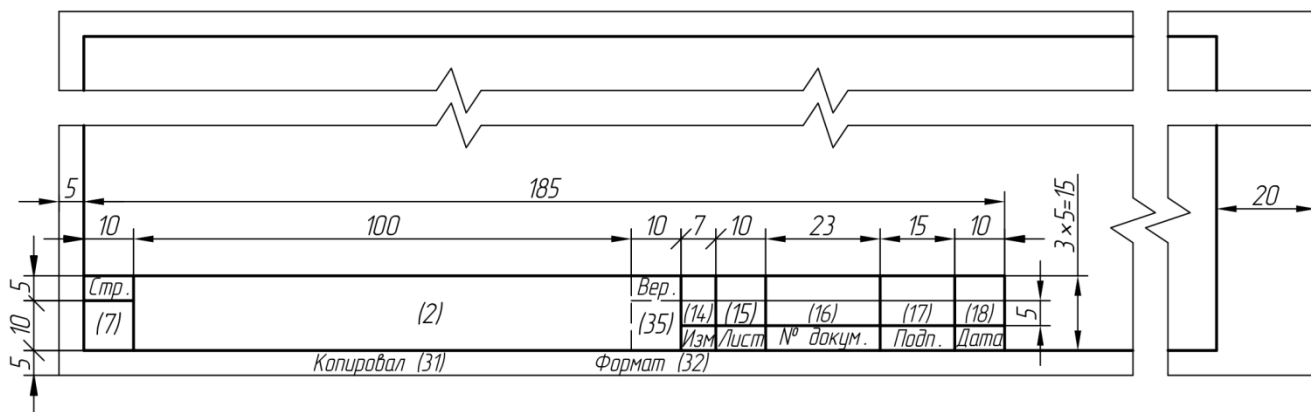 5 185 20
10 100 10 7 10 23 15 10 3×5=15
5 Стр. Вер.
10 (7) (2) (35) (14) (15) (16) (17) (18) 5
Изм Лист № докум. Подп. Дата
5 Копировал (31) Формат (32)